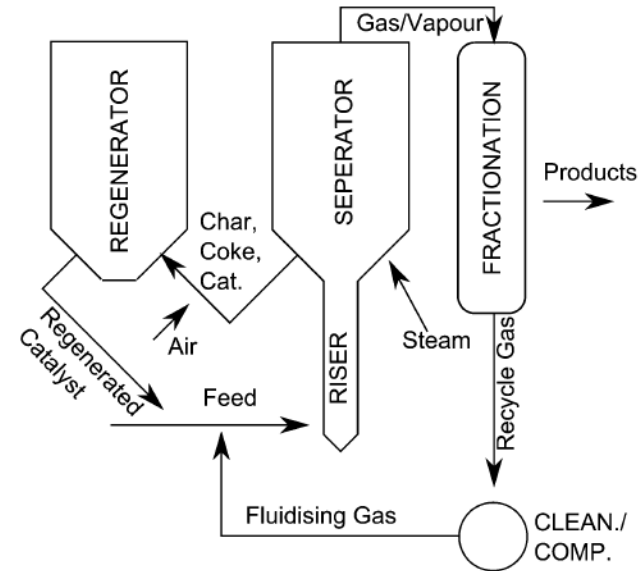 Gas/Vapour
REGENERATOR
SEPERATOR
FRACTIONATION
Products
Char,
Coke,
Cat.
Air
Steam
Regenerated
Catalyst
Feed
RISER
Recycle Gas
Fluidising Gas
CLEAN./
COMP.